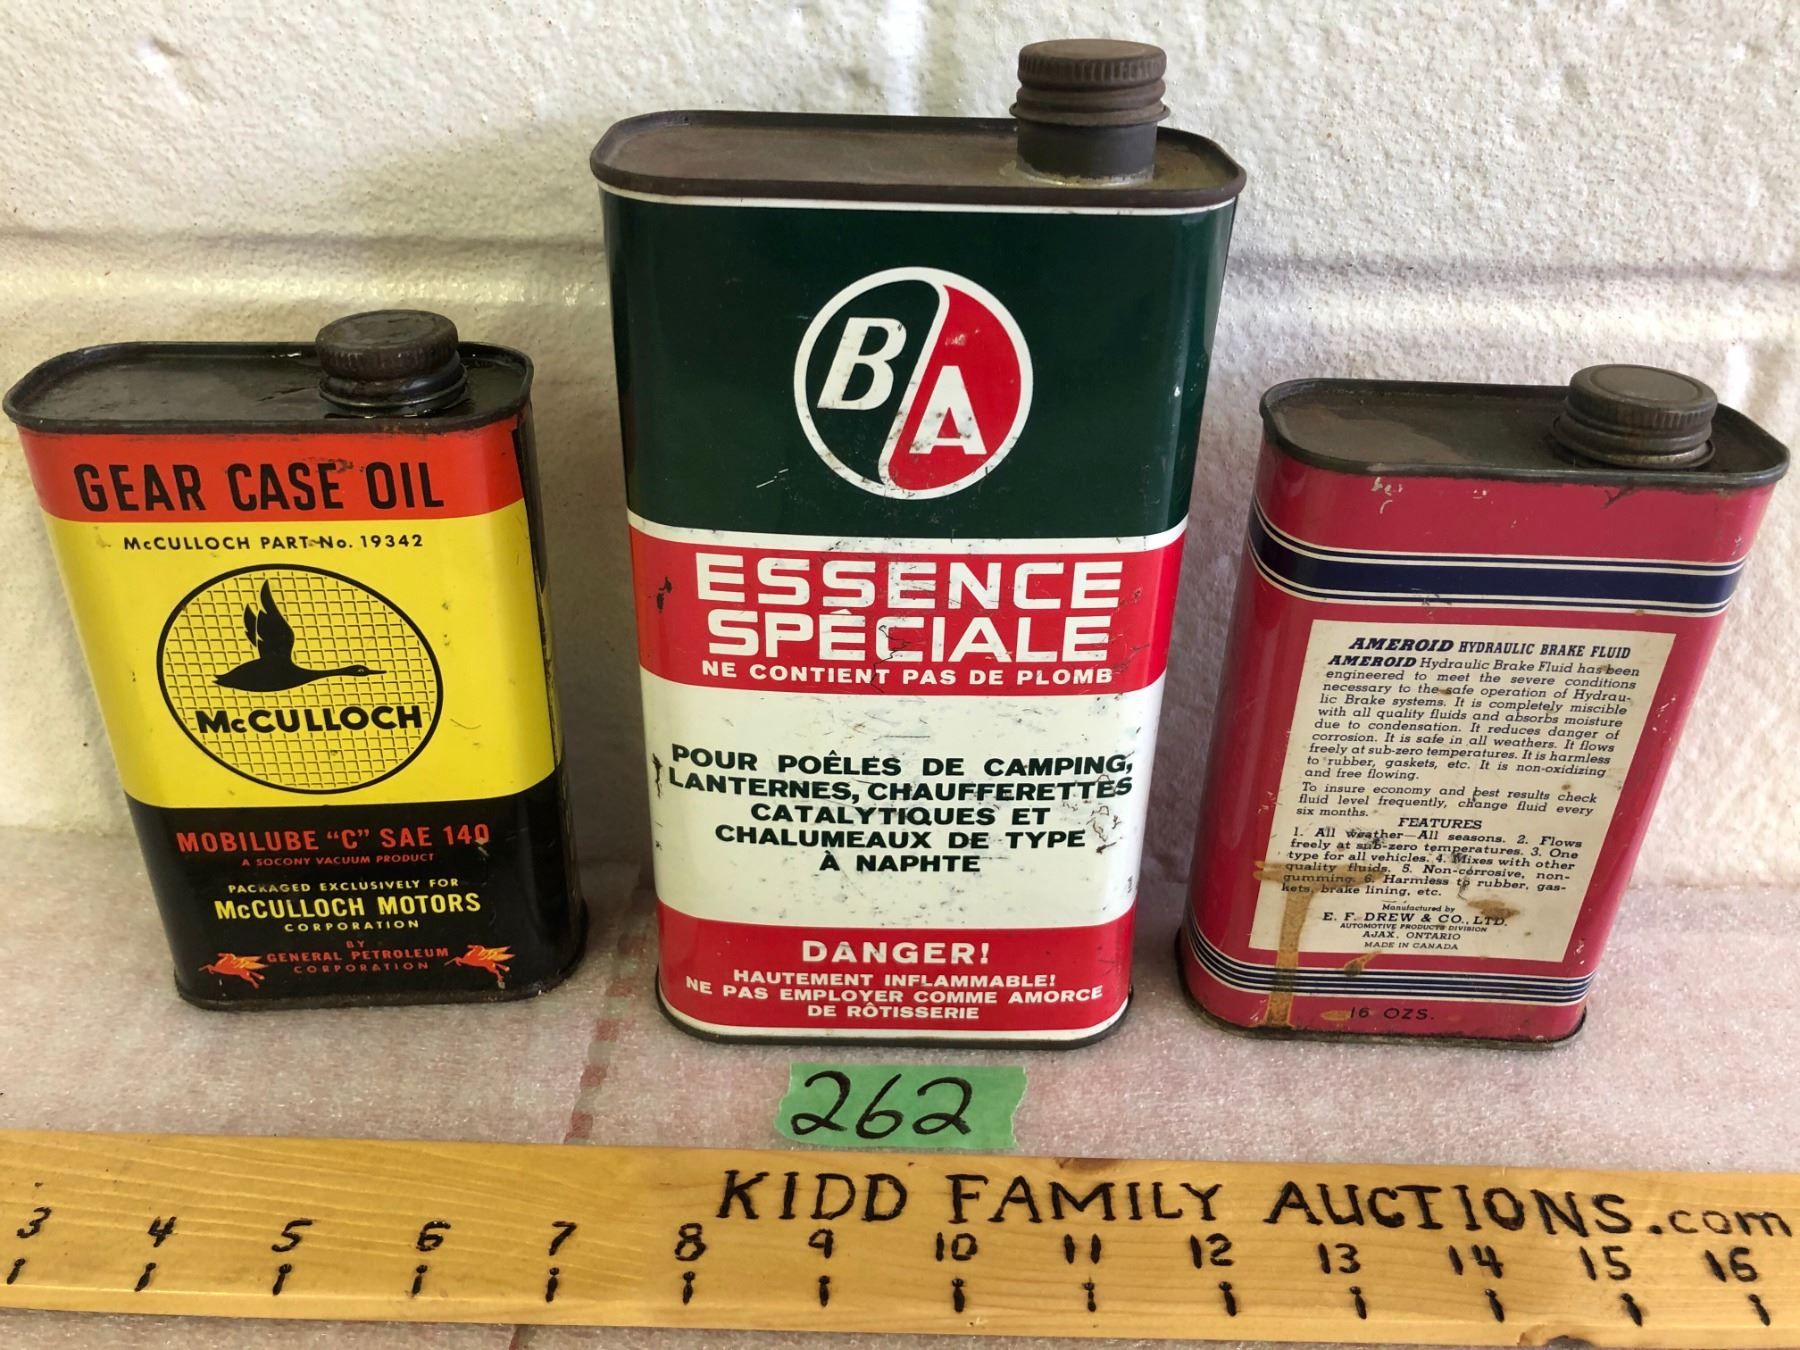 GEAR CASE OIL
McCULLOCH PART No. 19342
McCULLOCH
MOBILUBE "C" SAE 140
A SOCONY VACUUM PRODUCT
PACKAGED EXCLUSIVELY FOR
McCULLOCH MOTORS
CORPORATION
BY
GENERAL PETROLEUM
CORPORATION
B
A
ESSENCE
SPÉCIALE
NE CONTIENT PAS DE PLOMB
POUR POÊLES DE CAMPING,
LANTERNES, CHAUFFERETTES
CATALYTIQUES ET
CHALUMEAUX DE TYPE
À NAPHTE
DANGER!
HAUTEMENT INFLAMMABLE!
NE PAS EMPLOYER COMME AMORCE
DE RÔTISSERIE
AMEROID HYDRAULIC BRAKE FLUID
AMEROID Hydraulic Brake Fluid has been
engineered to meet the severe conditions
necessary to the safe operation of Hydrau-
lic Brake systems. It is completely miscible
with all quality fluids and absorbs moisture
due to condensation. It reduces danger of
corrosion. It is safe in all weathers. It flows
freely at sub-zero temperatures. It is harmless
to rubber, gaskets, etc. It is non-oxidizing
and free flowing.
To insure economy and best results check
fluid level frequently, change fluid every
six months.
FEATURES
1. All weather—All seasons. 2. Flows
freely at sub-zero temperatures. 3. One
type for all vehicles. 4. Mixes with other
quality fluids. 5. Non-corrosive, non-
gumming. 6. Harmless to rubber, gas-
kets, brake lining, etc.
Manufactured by
E. F. DREW & CO., LTD.
AUTOMOTIVE PRODUCTS DIVISION
AJAX, ONTARIO
MADE IN CANADA
16 OZS.
262
KIDD FAMILY AUCTIONS.com
3 4 5 6 7 8 9 10 11 12 13 14 15 16